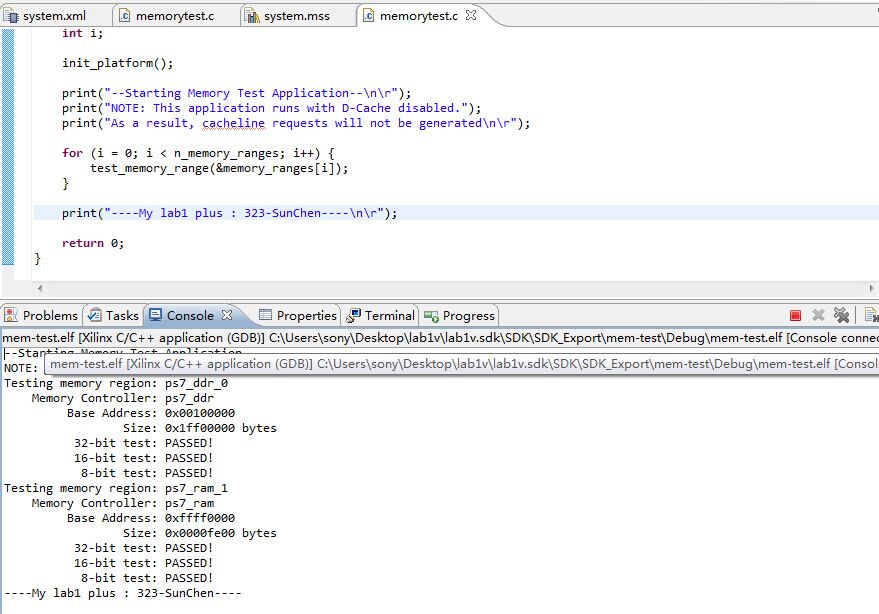 system.xml memorytest.c system.mss memorytest.c
int i;
init_platform();
print("--Starting Memory Test Application--\n\r");
print("NOTE: This application runs with D-Cache disabled.");
print("As a result, cacheline requests will not be generated\n\r");
for (i = 0; i < n_memory_ranges; i++) {
test_memory_range(&memory_ranges[i]);
}
print("----My lab1 plus : 323-SunChen----\n\r");
return 0;
}
Problems Tasks Console Properties Terminal Progress
mem-test.elf [Xilinx C/C++ application (GDB)] C:\Users\sony\Desktop\lab1v\lab1v.sdk\SDK\SDK_Export\mem-test\Debug\mem-test.elf [Console connec
--Starting Memory Test Application
NOTE:
mem-test.elf [Xilinx C/C++ application (GDB)] C:\Users\sony\Desktop\lab1v\lab1v.sdk\SDK\SDK_Export\mem-test\Debug\mem-test.elf [Consol
Testing memory region: ps7_ddr_0
Memory Controller: ps7_ddr
Base Address: 0x00100000
Size: 0x1ff00000 bytes
32-bit test: PASSED!
16-bit test: PASSED!
8-bit test: PASSED!
Testing memory region: ps7_ram_1
Memory Controller: ps7_ram
Base Address: 0xffff0000
Size: 0x0000fe00 bytes
32-bit test: PASSED!
16-bit test: PASSED!
8-bit test: PASSED!
----My lab1 plus : 323-SunChen----